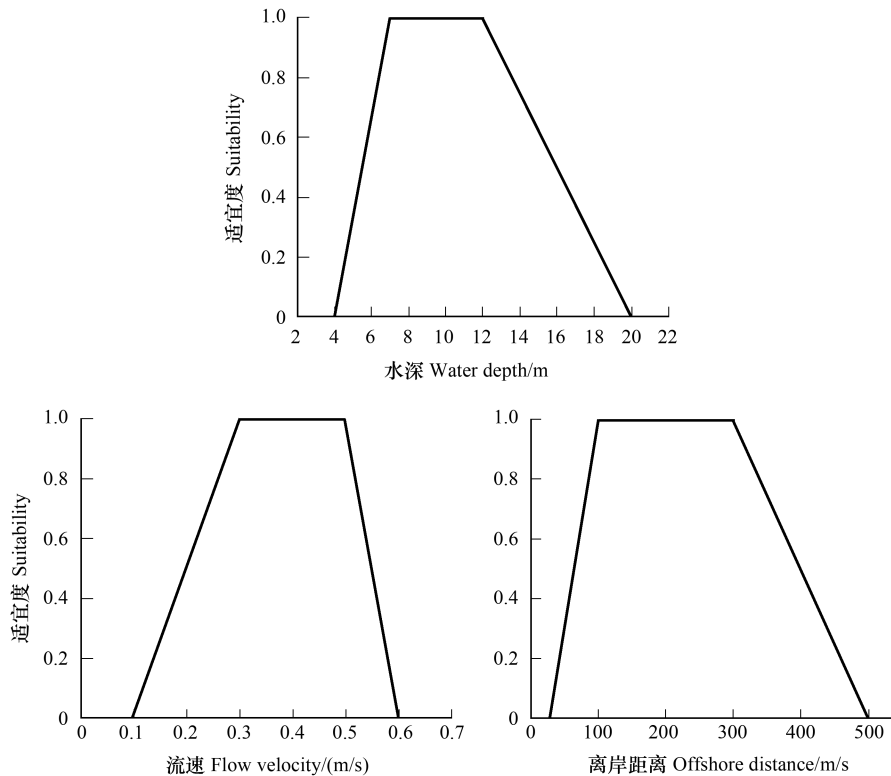 1.0
0.8
0.6
0.4
0.2
0
适宜度 Suitability
2 4 6 8 10 12 14 16 18 20 22
水深 Water depth/m
1.0
0.8
0.6
0.4
0.2
0
适宜度 Suitability
0 0.1 0.2 0.3 0.4 0.5 0.6 0.7
流速 Flow velocity/(m/s)
1.0
0.8
0.6
0.4
0.2
0
0 100 200 300 400 500
离岸距离 Offshore distance/m/s